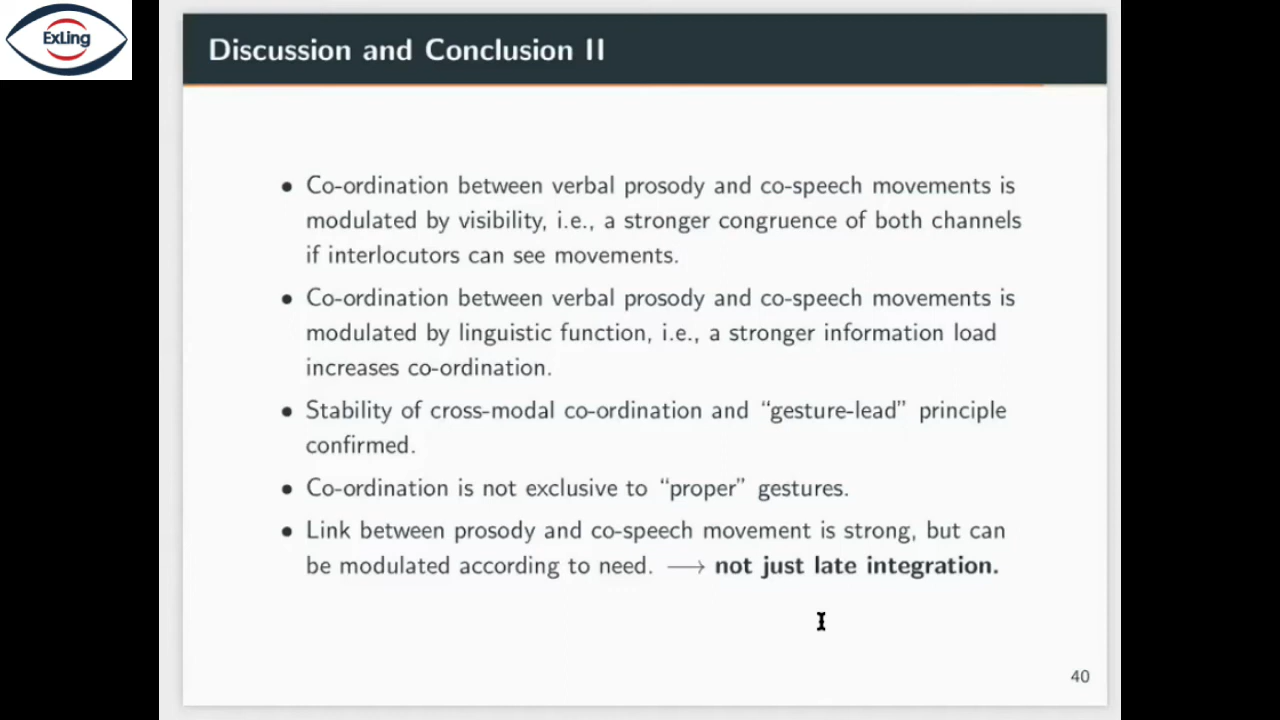 ExLing
Discussion and Conclusion II
• Co-ordination between verbal prosody and co-speech movements is
modulated by visibility, i.e., a stronger congruence of both channels
if interlocutors can see movements.
• Co-ordination between verbal prosody and co-speech movements is
modulated by linguistic function, i.e., a stronger information load
increases co-ordination.
• Stability of cross-modal co-ordination and “gesture-lead” principle
confirmed.
• Co-ordination is not exclusive to “proper” gestures.
• Link between prosody and co-speech movement is strong, but can
be modulated according to need. ⟶ not just late integration.
40